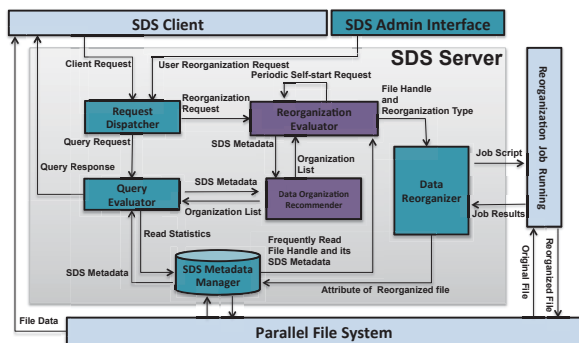 SDS Client
SDS Admin Interface
SDS Server
Client Request
User Reorganization Request
Periodic Self-start Request
File Handle
and
Reorganization Type
Request
Dispatcher
Reorganization
Request
Reorganization
Evaluator
Query Request
SDS Metadata
Organization
List
Query Response
Query
Evaluator
SDS Metadata
Organization List
Data Organization
Recommender
Data
Reorganizer
Job Script
Job Results
Reorganization Job Running
Read Statistics
SDS Metadata
SDS Metadata
Manager
Frequently Read
File Handle and its
SDS Metadata
Attribute of Reorganized file
Original File
Reorganized File
File Data
Parallel File System